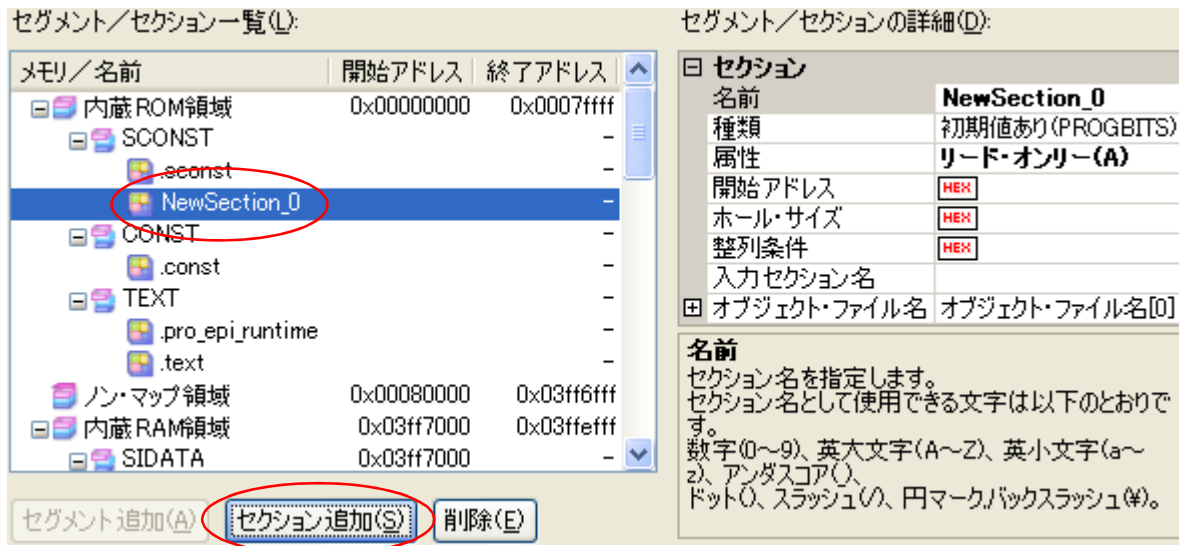 セグメント／セクション一覧(L):
メモリ／名前 開始アドレス 終了アドレス
内蔵ROM領域 0x00000000 0x0007ffff
SCONST -
.sconst -
NewSection_0 -
CONST -
.const -
TEXT -
.pro_epi_runtime -
.text -
ノン・マップ領域 0x00080000 0x03ff6fff
内蔵RAM領域 0x03ff7000 0x03ffefff
SIDATA 0x03ff7000 -
セグメント追加(A) セクション追加(S) 削除(E)
セグメント／セクションの詳細(D):
セクション
名前 NewSection_0
種類 初期値あり(PROGBITS)
属性 リード・オンリー(A)
開始アドレス HEX
ホール・サイズ HEX
整列条件 HEX
入力セクション名
オブジェクト・ファイル名 オブジェクト・ファイル名[0]
名前
セクション名を指定します。
セクション名として使用できる文字は以下のとおりで
す。
数字(0～9)、英大文字(A～Z)、英小文字(a～
z)、アンダスコア(_)、
ドット(.)、スラッシュ(/)、円マーク,バックスラッシュ(¥)。